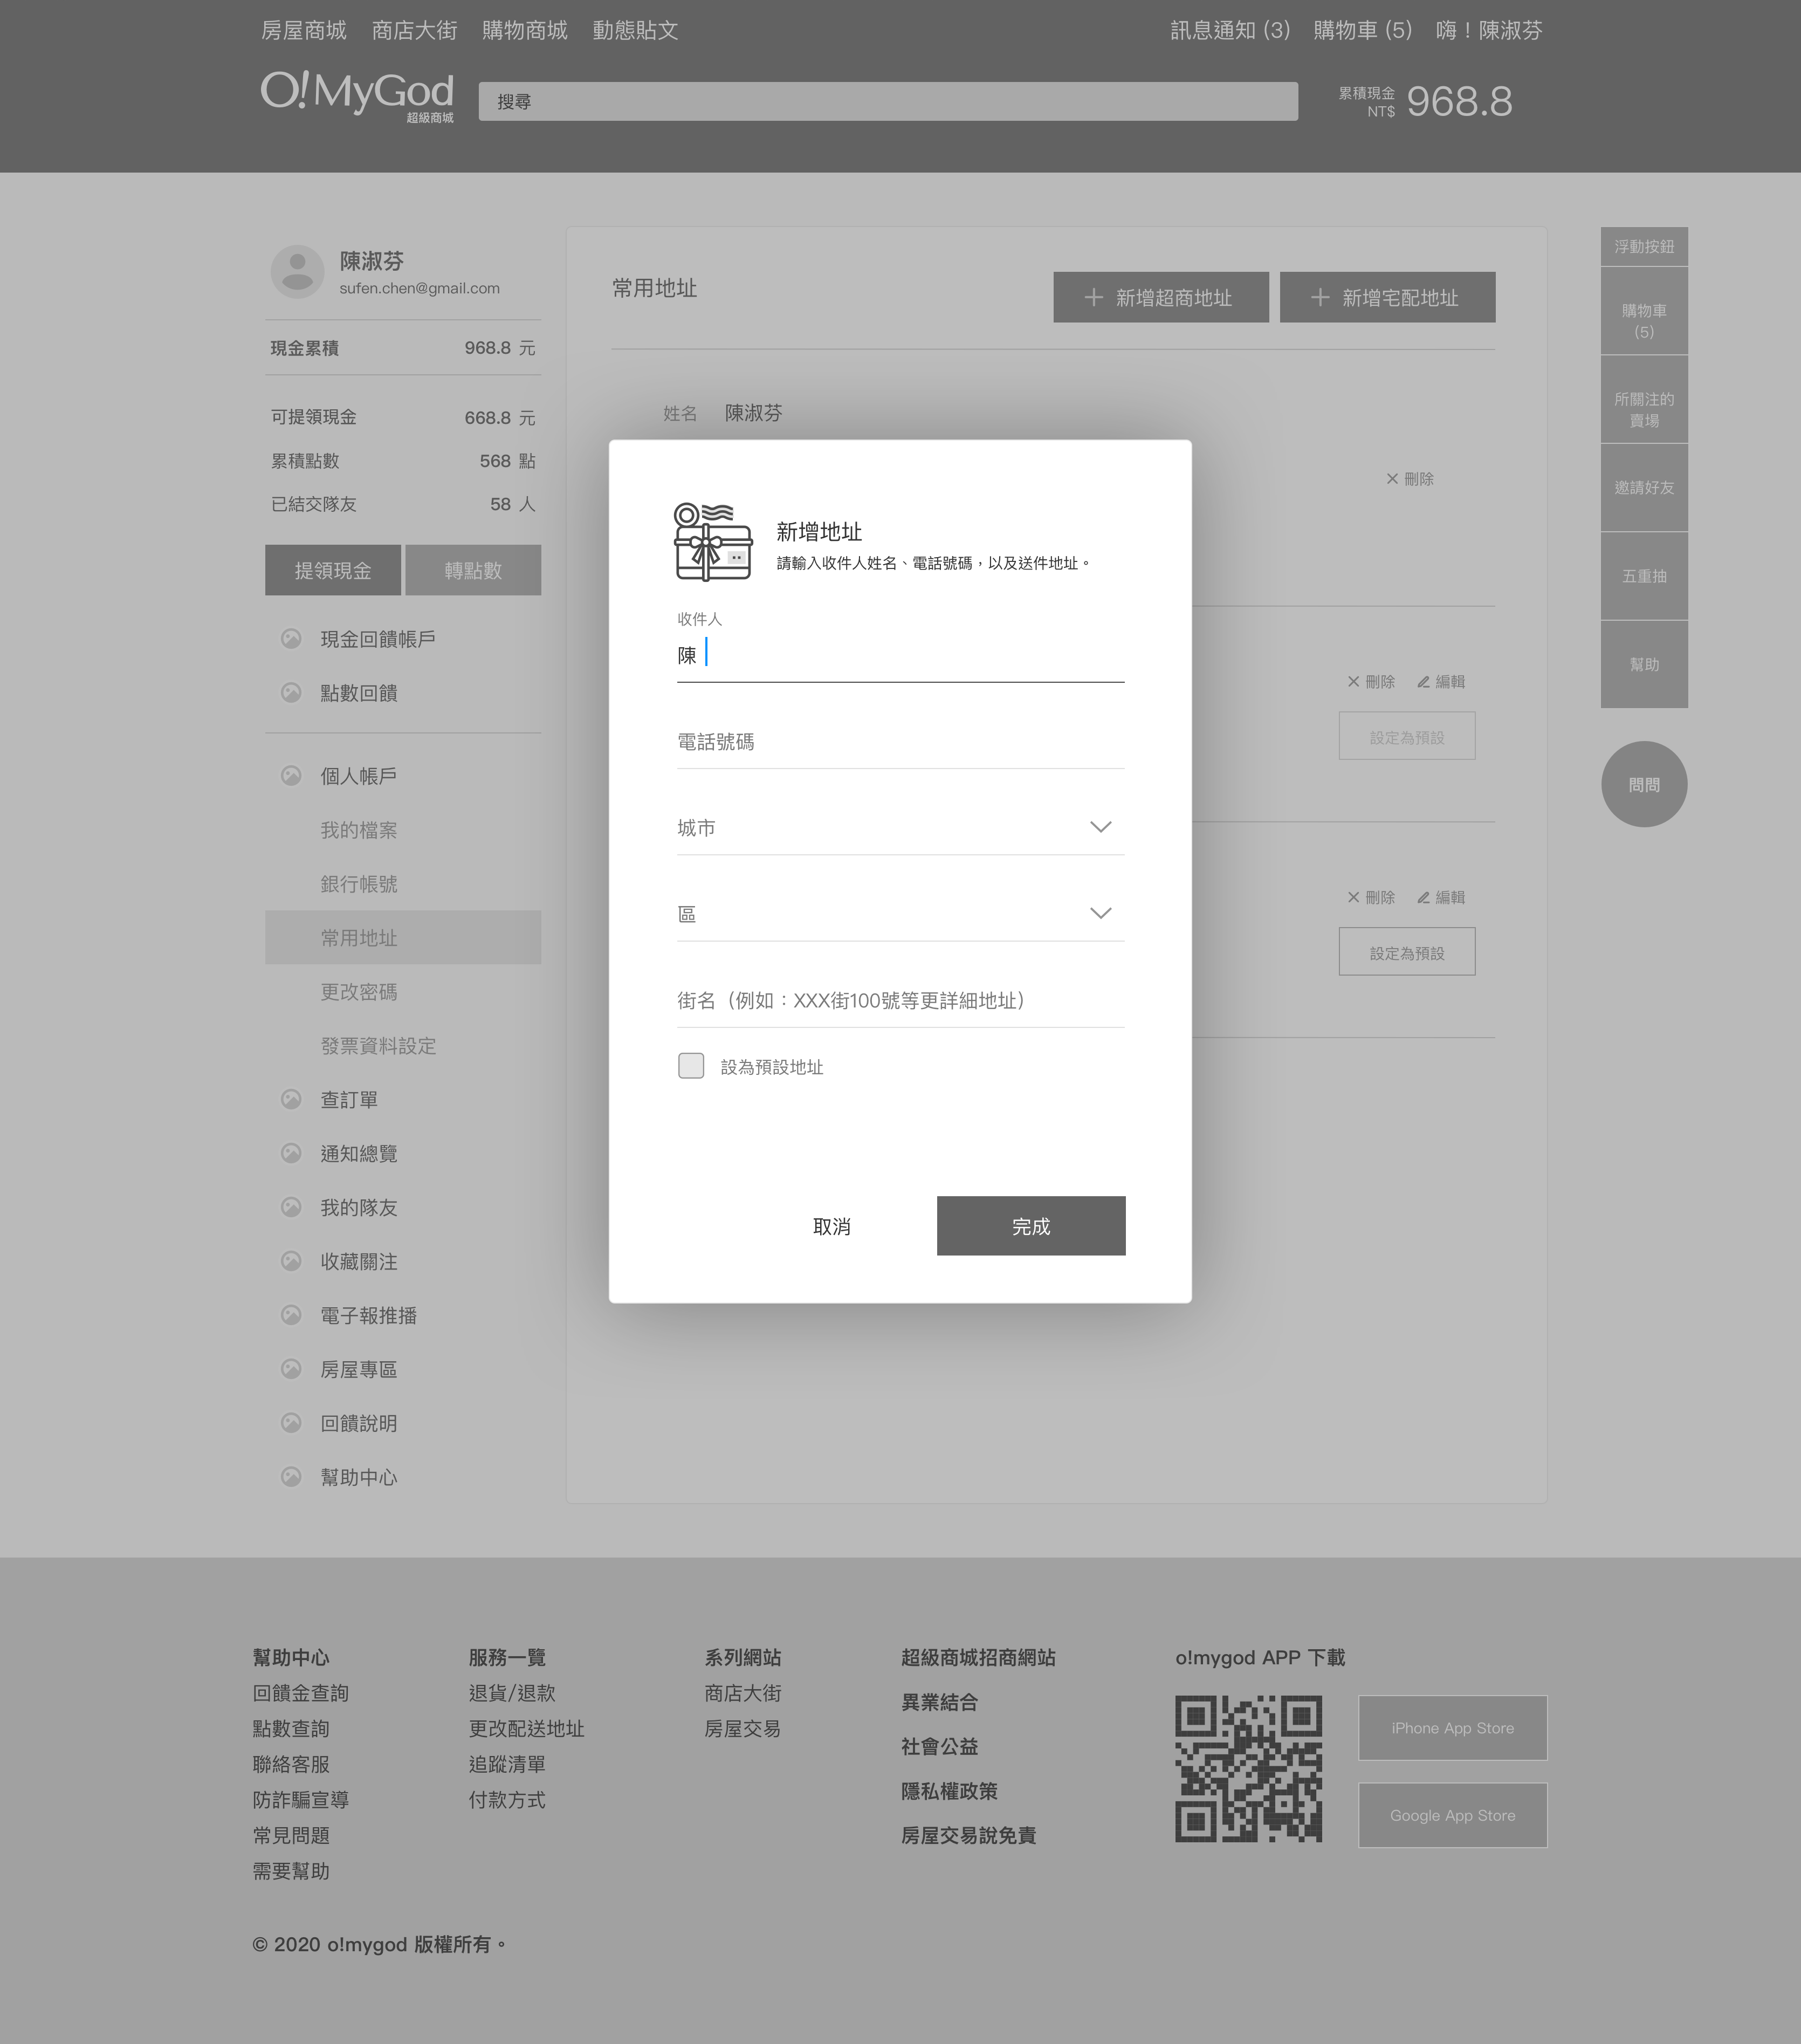 房屋商城 商店大街 購物商城 動態貼文 訊息通知 (3) 購物車 (5) 嗨！陳淑芬
O!MyGod
超級商城
搜尋
累積現金
NT$
968.8
陳淑芬
sufen.chen@gmail.com
現金累積 968.8 元
可提領現金 668.8 元
累積點數 568 點
已結交隊友 58 人
提領現金 轉點數
現金回饋帳戶
點數回饋
個人帳戶
我的檔案
銀行帳號
常用地址
更改密碼
發票資料設定
查訂單
通知總覽
我的隊友
收藏關注
電子報推播
房屋專區
回饋說明
幫助中心
常用地址
新增超商地址 新增宅配地址
姓名 陳淑芬
刪除
刪除 編輯
設定為預設
刪除 編輯
設定為預設
新增地址
請輸入收件人姓名、電話號碼，以及送件地址。
收件人
陳
電話號碼
城市
區
街名（例如：XXX街100號等更詳細地址）
設為預設地址
取消 完成
浮動按鈕
購物車
(5)
所關注的
賣場
邀請好友
五重抽
幫助
問問
幫助中心
回饋金查詢
點數查詢
聯絡客服
防詐騙宣導
常見問題
需要幫助
服務一覽
退貨/退款
更改配送地址
追蹤清單
付款方式
系列網站
商店大街
房屋交易
超級商城招商網站
異業結合
社會公益
隱私權政策
房屋交易說免責
o!mygod APP 下載
iPhone App Store
Google App Store
© 2020 o!mygod 版權所有。